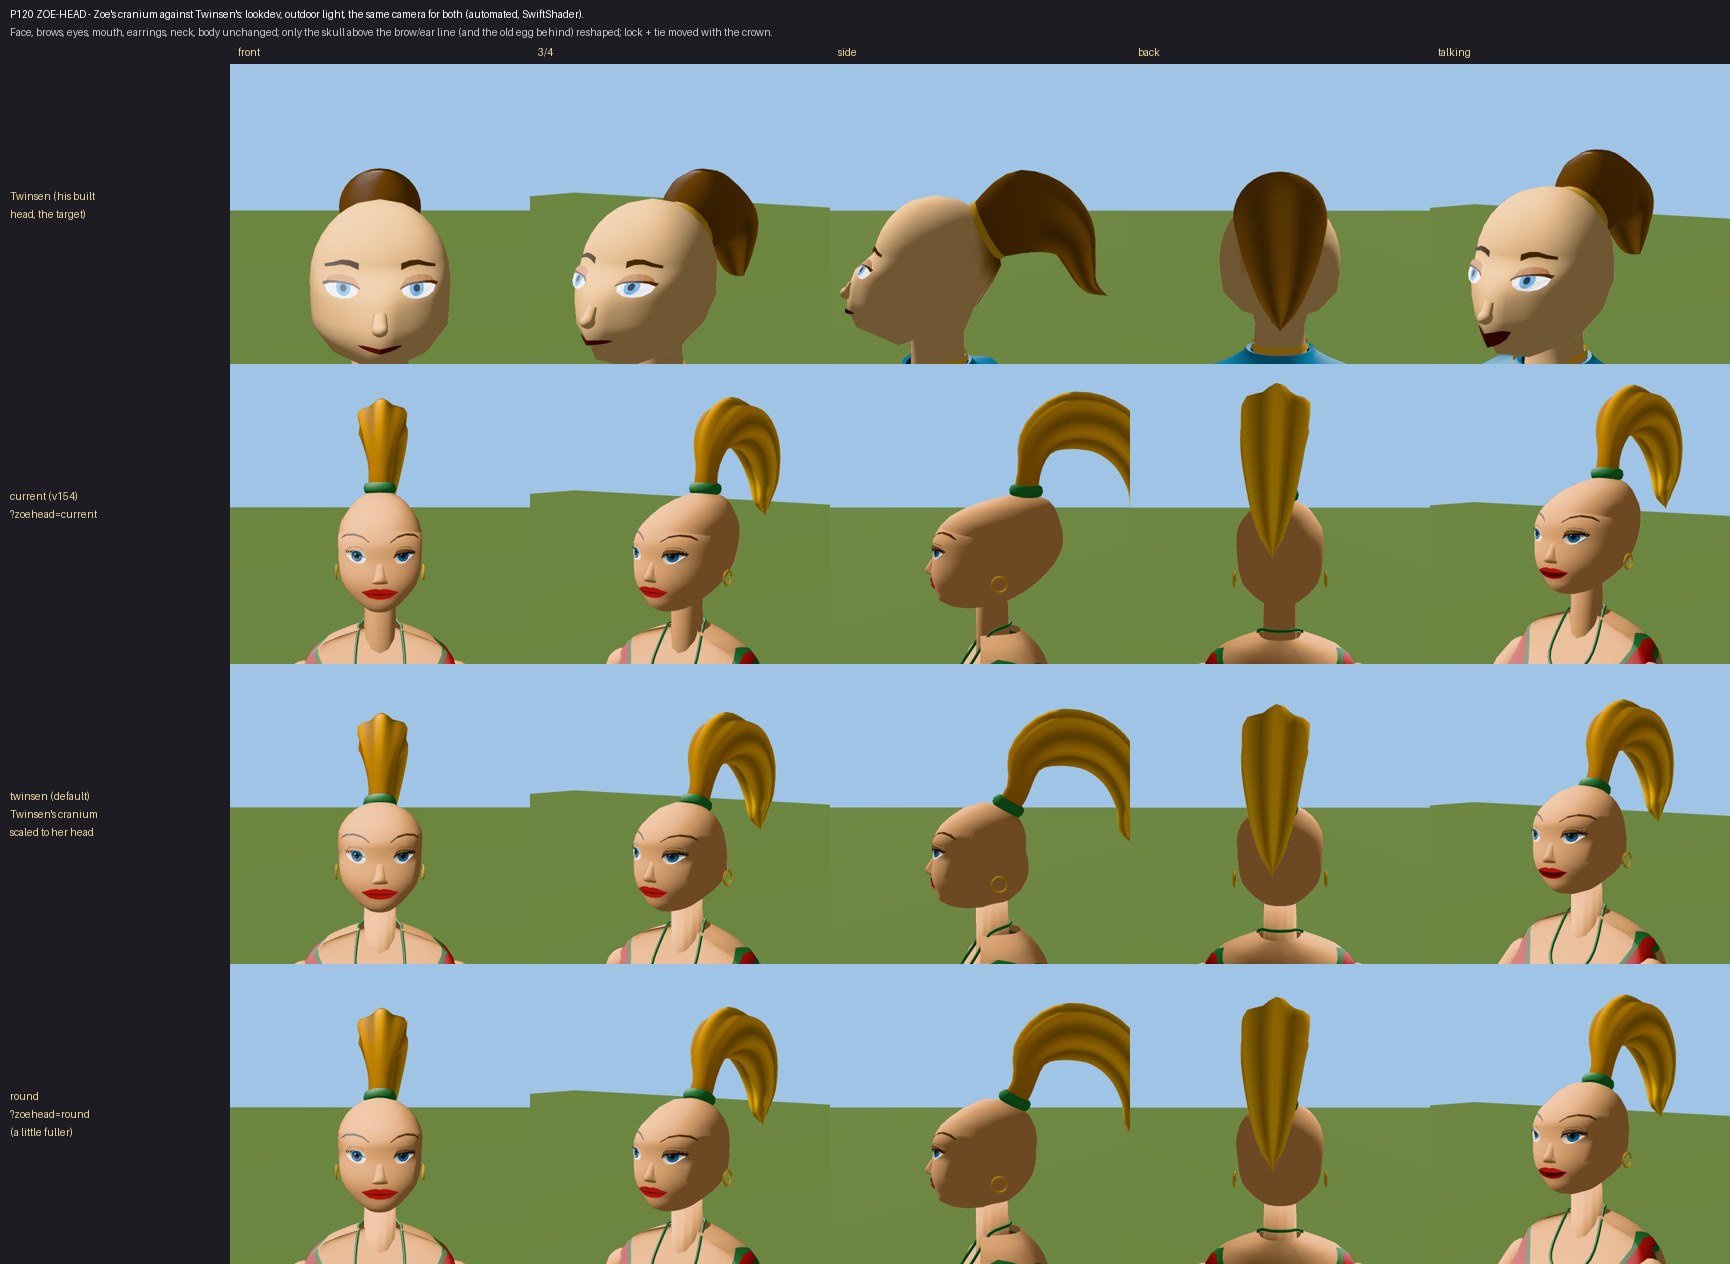 P120 ZOE-HEAD - Zoe's cranium against Twinsen's: lookdev, outdoor light, the same camera for both (automated, SwiftShader).
Face, brows, eyes, mouth, earrings, neck, body unchanged; only the skull above the brow/ear line (and the old egg behind) reshaped; lock + tie moved with the crown.
front
3/4
side
back
talking
Twinsen (his built
head, the target)
current (v154)
?zoehead=current
twinsen (default)
Twinsen's cranium
scaled to her head
round
?zoehead=round
(a little fuller)